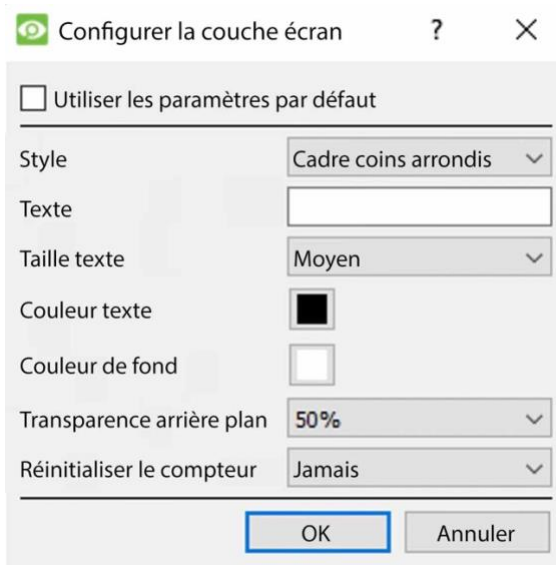 Configurer la couche écran ? ×
Utiliser les paramètres par défaut
Style Cadre coins arrondis
Texte
Taille texte Moyen
Couleur texte
Couleur de fond
Transparence arrière plan 50%
Réinitialiser le compteur Jamais
OK Annuler